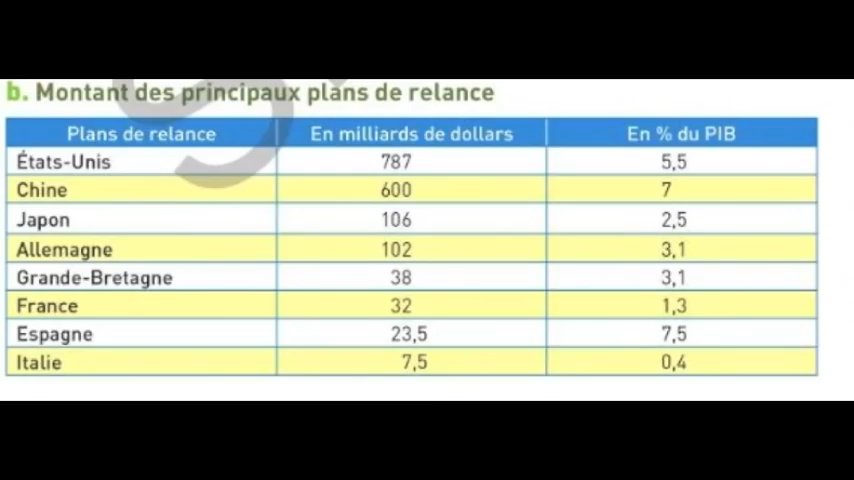 b. Montant des principaux plans de relance
Plans de relance En milliards de dollars En % du PIB
États-Unis 787 5,5
Chine 600 7
Japon 106 2,5
Allemagne 102 3,1
Grande-Bretagne 38 3,1
France 32 1,3
Espagne 23,5 7,5
Italie 7,5 0,4